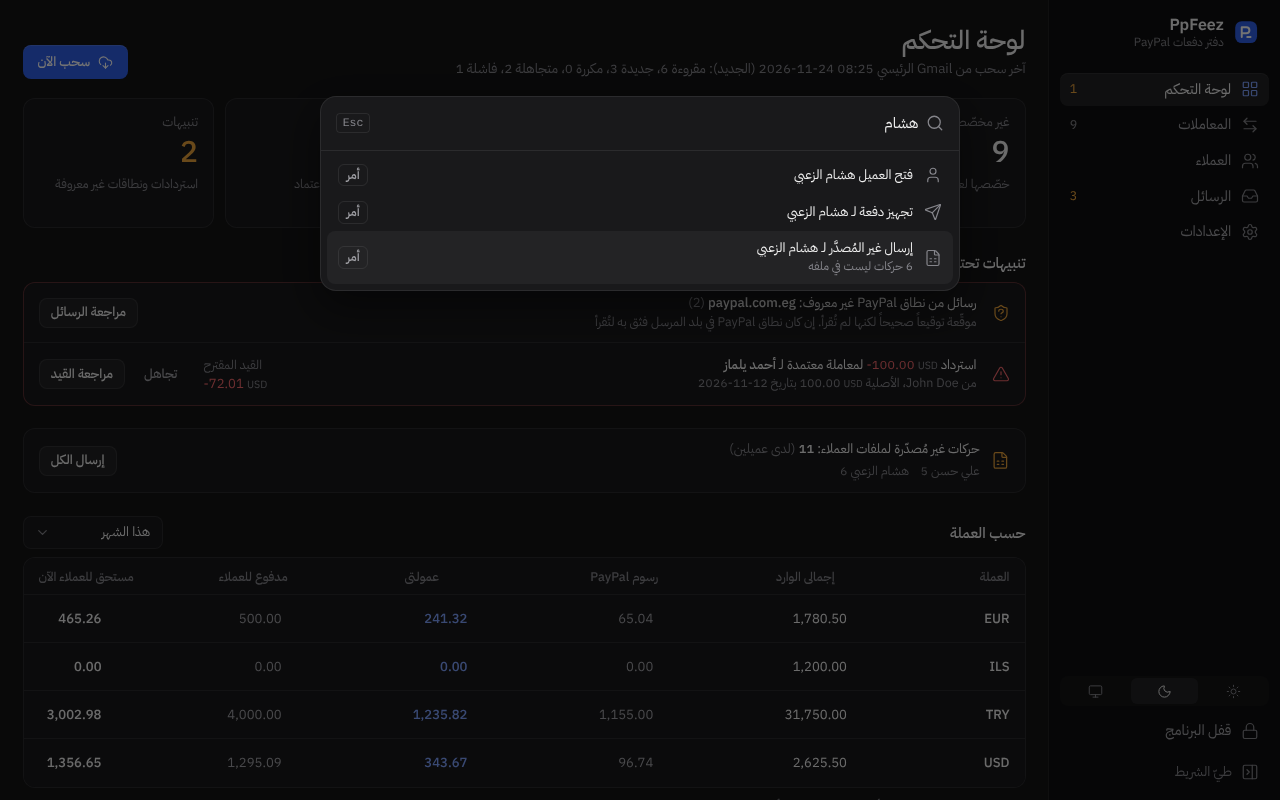 PpFeez
دفتر دفعات PayPal
لوحة التحكم 1
المعاملات 9
العملاء
الرسائل 3
الإعدادات
قفل البرنامج
طيّ الشريط
لوحة التحكم
آخر سحب من Gmail الرئيسي 08:25 24-11-2026 (الجديد): مقروءة 6، جديدة 3، مكررة 0، متجاهلة 2، فاشلة 1
سحب الآن
هشام
Esc
فتح العميل هشام الزعبي
أمر
تجهيز دفعة لـ هشام الزعبي
أمر
إرسال غير المُصدَّر لـ هشام الزعبي
6 حركات ليست في ملفه
أمر
غير مخصّص
9
خصّصها لع
عتماد
تنبيهات
2
استردادات ونطاقات غير معروفة
تنبيهات
رسائل من نطاق PayPal غير معروف: paypal.com.eg (2)
موقّعة توقيعاً صحيحاً لكنها لم تُقرأ. إن كان نطاق PayPal في بلد المرسل فثق به لتُقرأ
مراجعة الرسائل
استرداد USD 100.00- لمعاملة معتمدة لـ أحمد يلماز
من John Doe، الأصلية USD 100.00 بتاريخ 12-11-2026
القيد المقترح
-72.01 USD
تجاهل
مراجعة القيد
حركات غير مُصدّرة لملفات العملاء: 11 (لدى عميلين)
علي حسن 5 هشام الزعبي 6
إرسال الكل
حسب العملة
هذا الشهر
العملة إجمالي الوارد رسوم PayPal عمولتي مدفوع للعملاء مستحق للعملاء الآن
EUR 1,780.50 65.04 241.32 500.00 465.26
ILS 1,200.00 0.00 0.00 0.00 0.00
TRY 31,750.00 1,155.00 1,235.82 4,000.00 3,002.98
USD 2,625.50 96.74 343.67 1,295.09 1,356.65